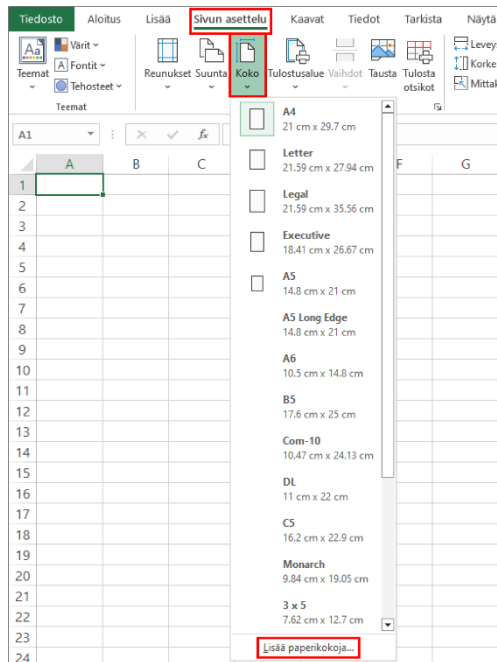 Tiedosto Aloitus Lisää Sivun asettelu Kaavat Tiedot Tarkista Näytä
Aa Värit
Fontit
Tehosteet
Teemat Reunukset Suunta Koko Tulostusalue Vaihdot Tausta Tulosta otsikot
Leveys
Korke
Mittak
Teemat
A1 fx
A B C F G
1
2
3
4
5
6
7
8
9
10
11
12
13
14
15
16
17
18
19
20
21
22
23
24
A4
21 cm x 29.7 cm
Letter
21.59 cm x 27.94 cm
Legal
21.59 cm x 35.56 cm
Executive
18.41 cm x 26.67 cm
A5
14.8 cm x 21 cm
A5 Long Edge
14.8 cm x 21 cm
A6
10.5 cm x 14.8 cm
B5
17.6 cm x 25 cm
Com-10
10.47 cm x 24.13 cm
DL
11 cm x 22 cm
C5
16.2 cm x 22.9 cm
Monarch
9.84 cm x 19.05 cm
3 x 5
7.62 cm x 12.7 cm
Lisää paperikokoja...